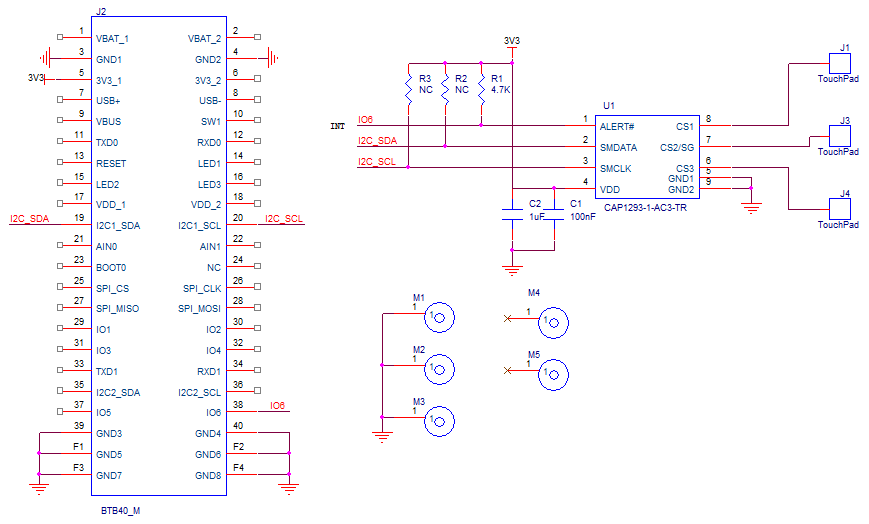 J2
1 VBAT_1 VBAT_2 2
3 GND1 GND2 4
3V3 5 3V3_1 3V3_2 6
7 USB+ USB- 8
9 VBUS SW1 10
11 TXD0 RXD0 12
13 RESET LED1 14
15 LED2 LED3 16
17 VDD_1 VDD_2 18
I2C_SDA 19 I2C1_SDA I2C1_SCL 20 I2C_SCL
21 AIN0 AIN1 22
23 BOOT0 NC 24
25 SPI_CS SPI_CLK 26
27 SPI_MISO SPI_MOSI 28
29 IO1 IO2 30
31 IO3 IO4 32
33 TXD1 RXD1 34
35 I2C2_SDA I2C2_SCL 36
37 IO5 IO6 38 IO6
39 GND3 GND4 40
F1 GND5 GND6 F2
F3 GND7 GND8 F4
BTB40_M
3V3
R3 NC
R2 NC
R1 4.7K
INT
IO6
I2C_SDA
I2C_SCL
U1
1 ALERT# CS1 8
2 SMDATA CS2/SG 7
3 SMCLK CS3 6
GND1 5
4 VDD GND2 9
CAP1293-1-AC3-TR
J1
TouchPad
J3
TouchPad
J4
TouchPad
C2
1uF
C1
100nF
M1
1 1
M2
1 1
M3
1 1
M4
1 1
M5
1 1